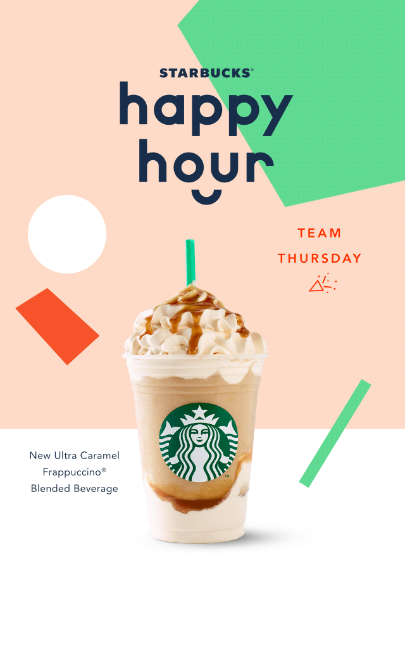 STARBUCKS®
happy
hour
TEAM
THURSDAY
New Ultra Caramel
Frappuccino®
Blended Beverage